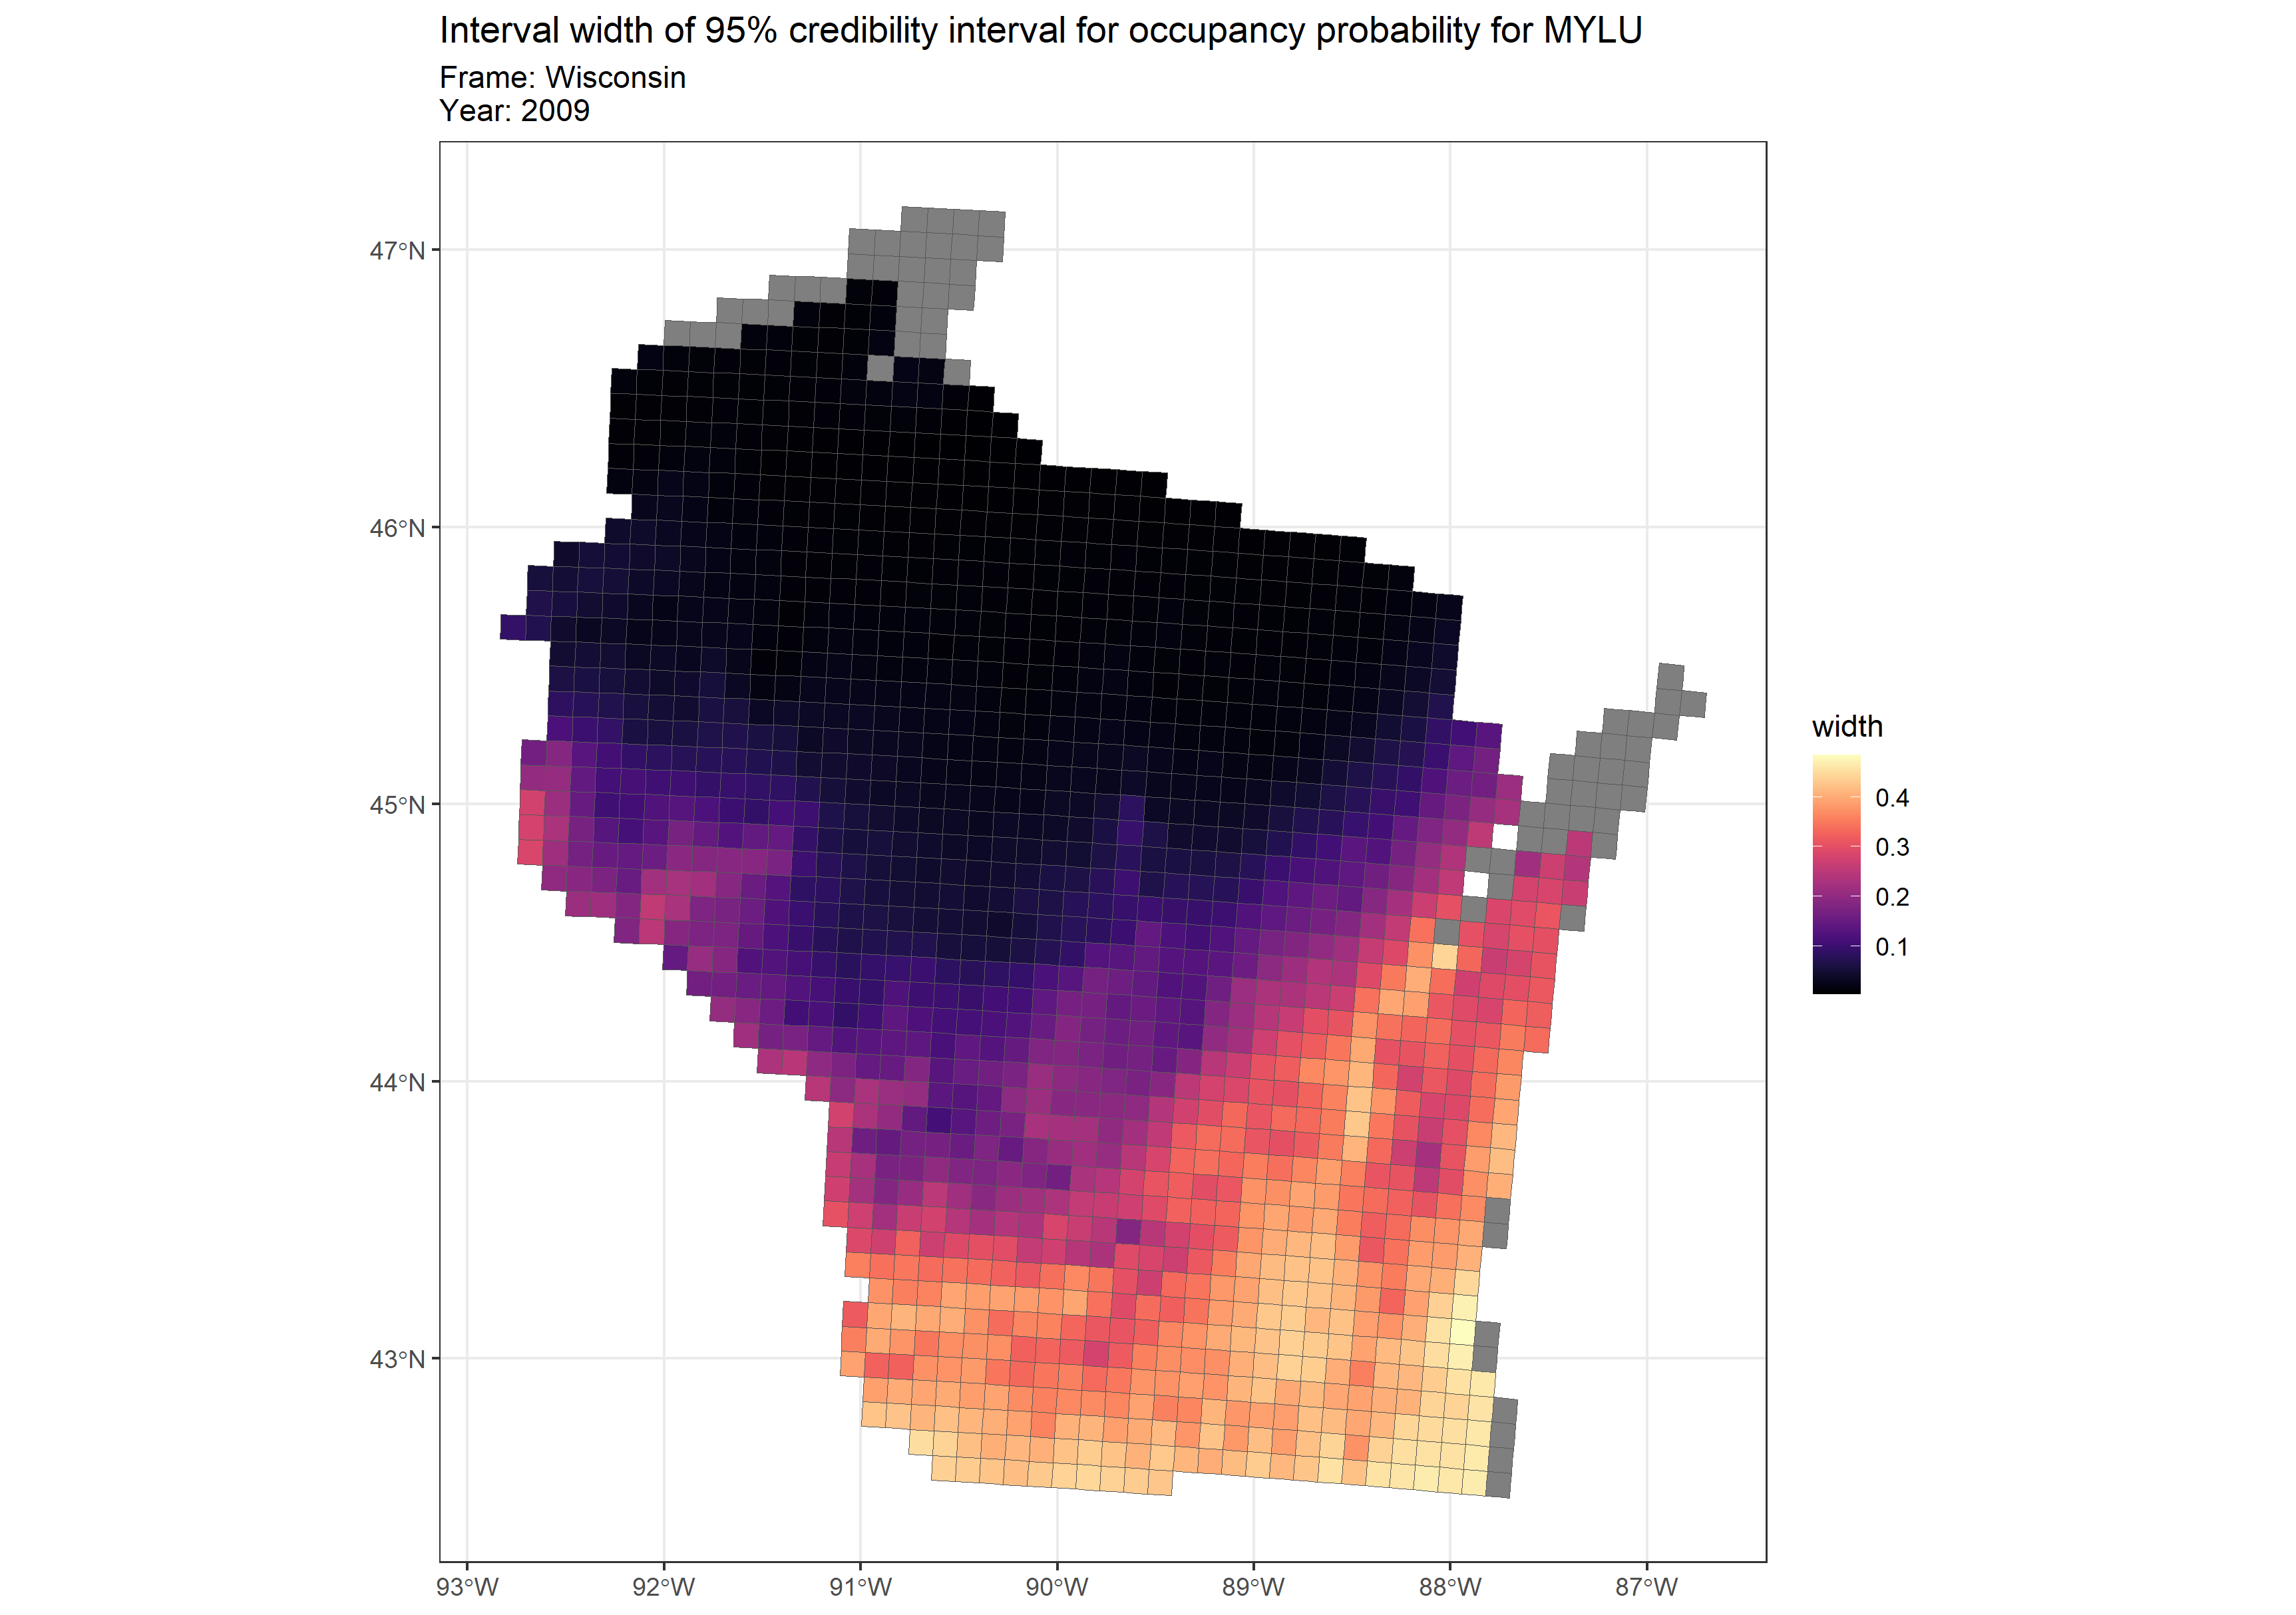 Interval width of 95% credibility interval for occupancy probability for MYLU
Frame: Wisconsin
Year: 2009
47°N
46°N
45°N
44°N
43°N
93°W
92°W
91°W
90°W
89°W
88°W
87°W
width
0.4
0.3
0.2
0.1